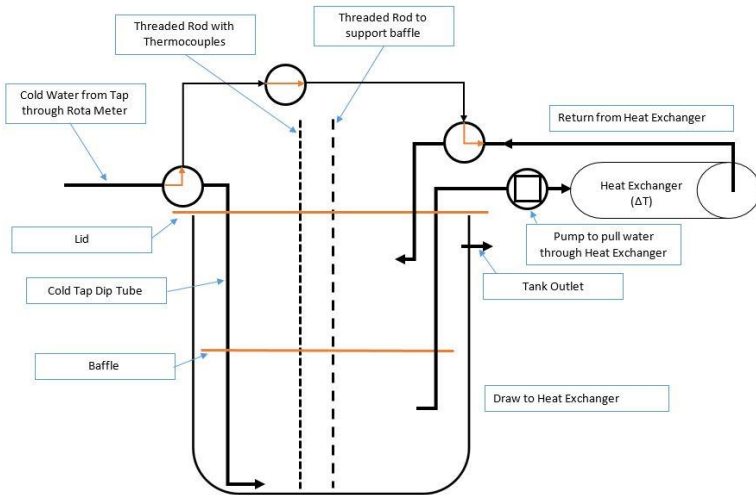 Threaded Rod with
Thermocouples
Threaded Rod to
support baffle
Cold Water from Tap
through Rota Meter
Return from Heat Exchanger
Heat Exchanger
(ΔT)
Lid
Pump to pull water
through Heat Exchanger
Cold Tap Dip Tube
Tank Outlet
Baffle
Draw to Heat Exchanger